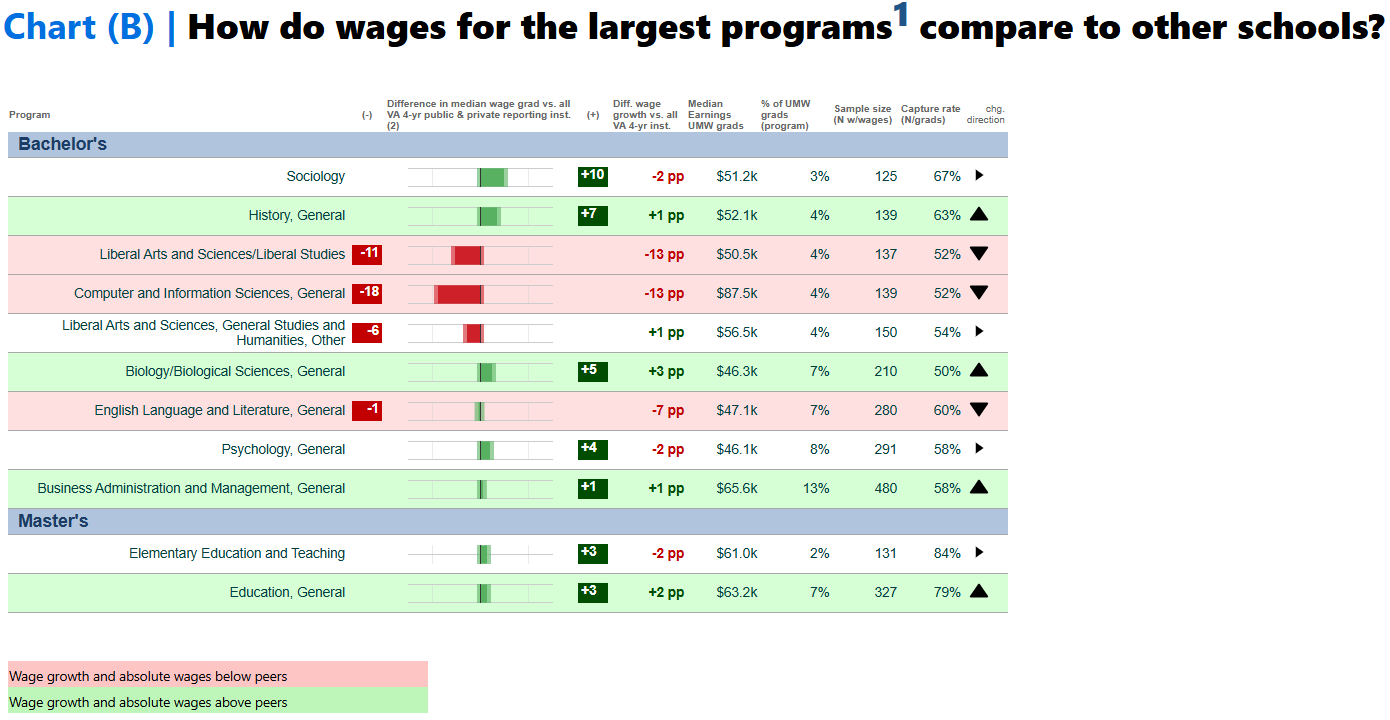 Chart (B) | How do wages for the largest programs1 compare to other schools?
Program (-) Difference in median wage grad vs. all VA 4-yr public & private reporting inst. (2) (+) Diff. wage growth vs. all VA 4-yr inst. Median Earnings UMW grads % of UMW grads (program) Sample size (N w/wages) Capture rate (N/grads) chg. direction
Bachelor's
Sociology +10 -2 pp $51.2k 3% 125 67%
History, General +7 +1 pp $52.1k 4% 139 63%
Liberal Arts and Sciences/Liberal Studies -11 -13 pp $50.5k 4% 137 52%
Computer and Information Sciences, General -18 -13 pp $87.5k 4% 139 52%
Liberal Arts and Sciences, General Studies and Humanities, Other -6 +1 pp $56.5k 4% 150 54%
Biology/Biological Sciences, General +5 +3 pp $46.3k 7% 210 50%
English Language and Literature, General -1 -7 pp $47.1k 7% 280 60%
Psychology, General +4 -2 pp $46.1k 8% 291 58%
Business Administration and Management, General +1 +1 pp $65.6k 13% 480 58%
Master's
Elementary Education and Teaching +3 -2 pp $61.0k 2% 131 84%
Education, General +3 +2 pp $63.2k 7% 327 79%
Wage growth and absolute wages below peers
Wage growth and absolute wages above peers